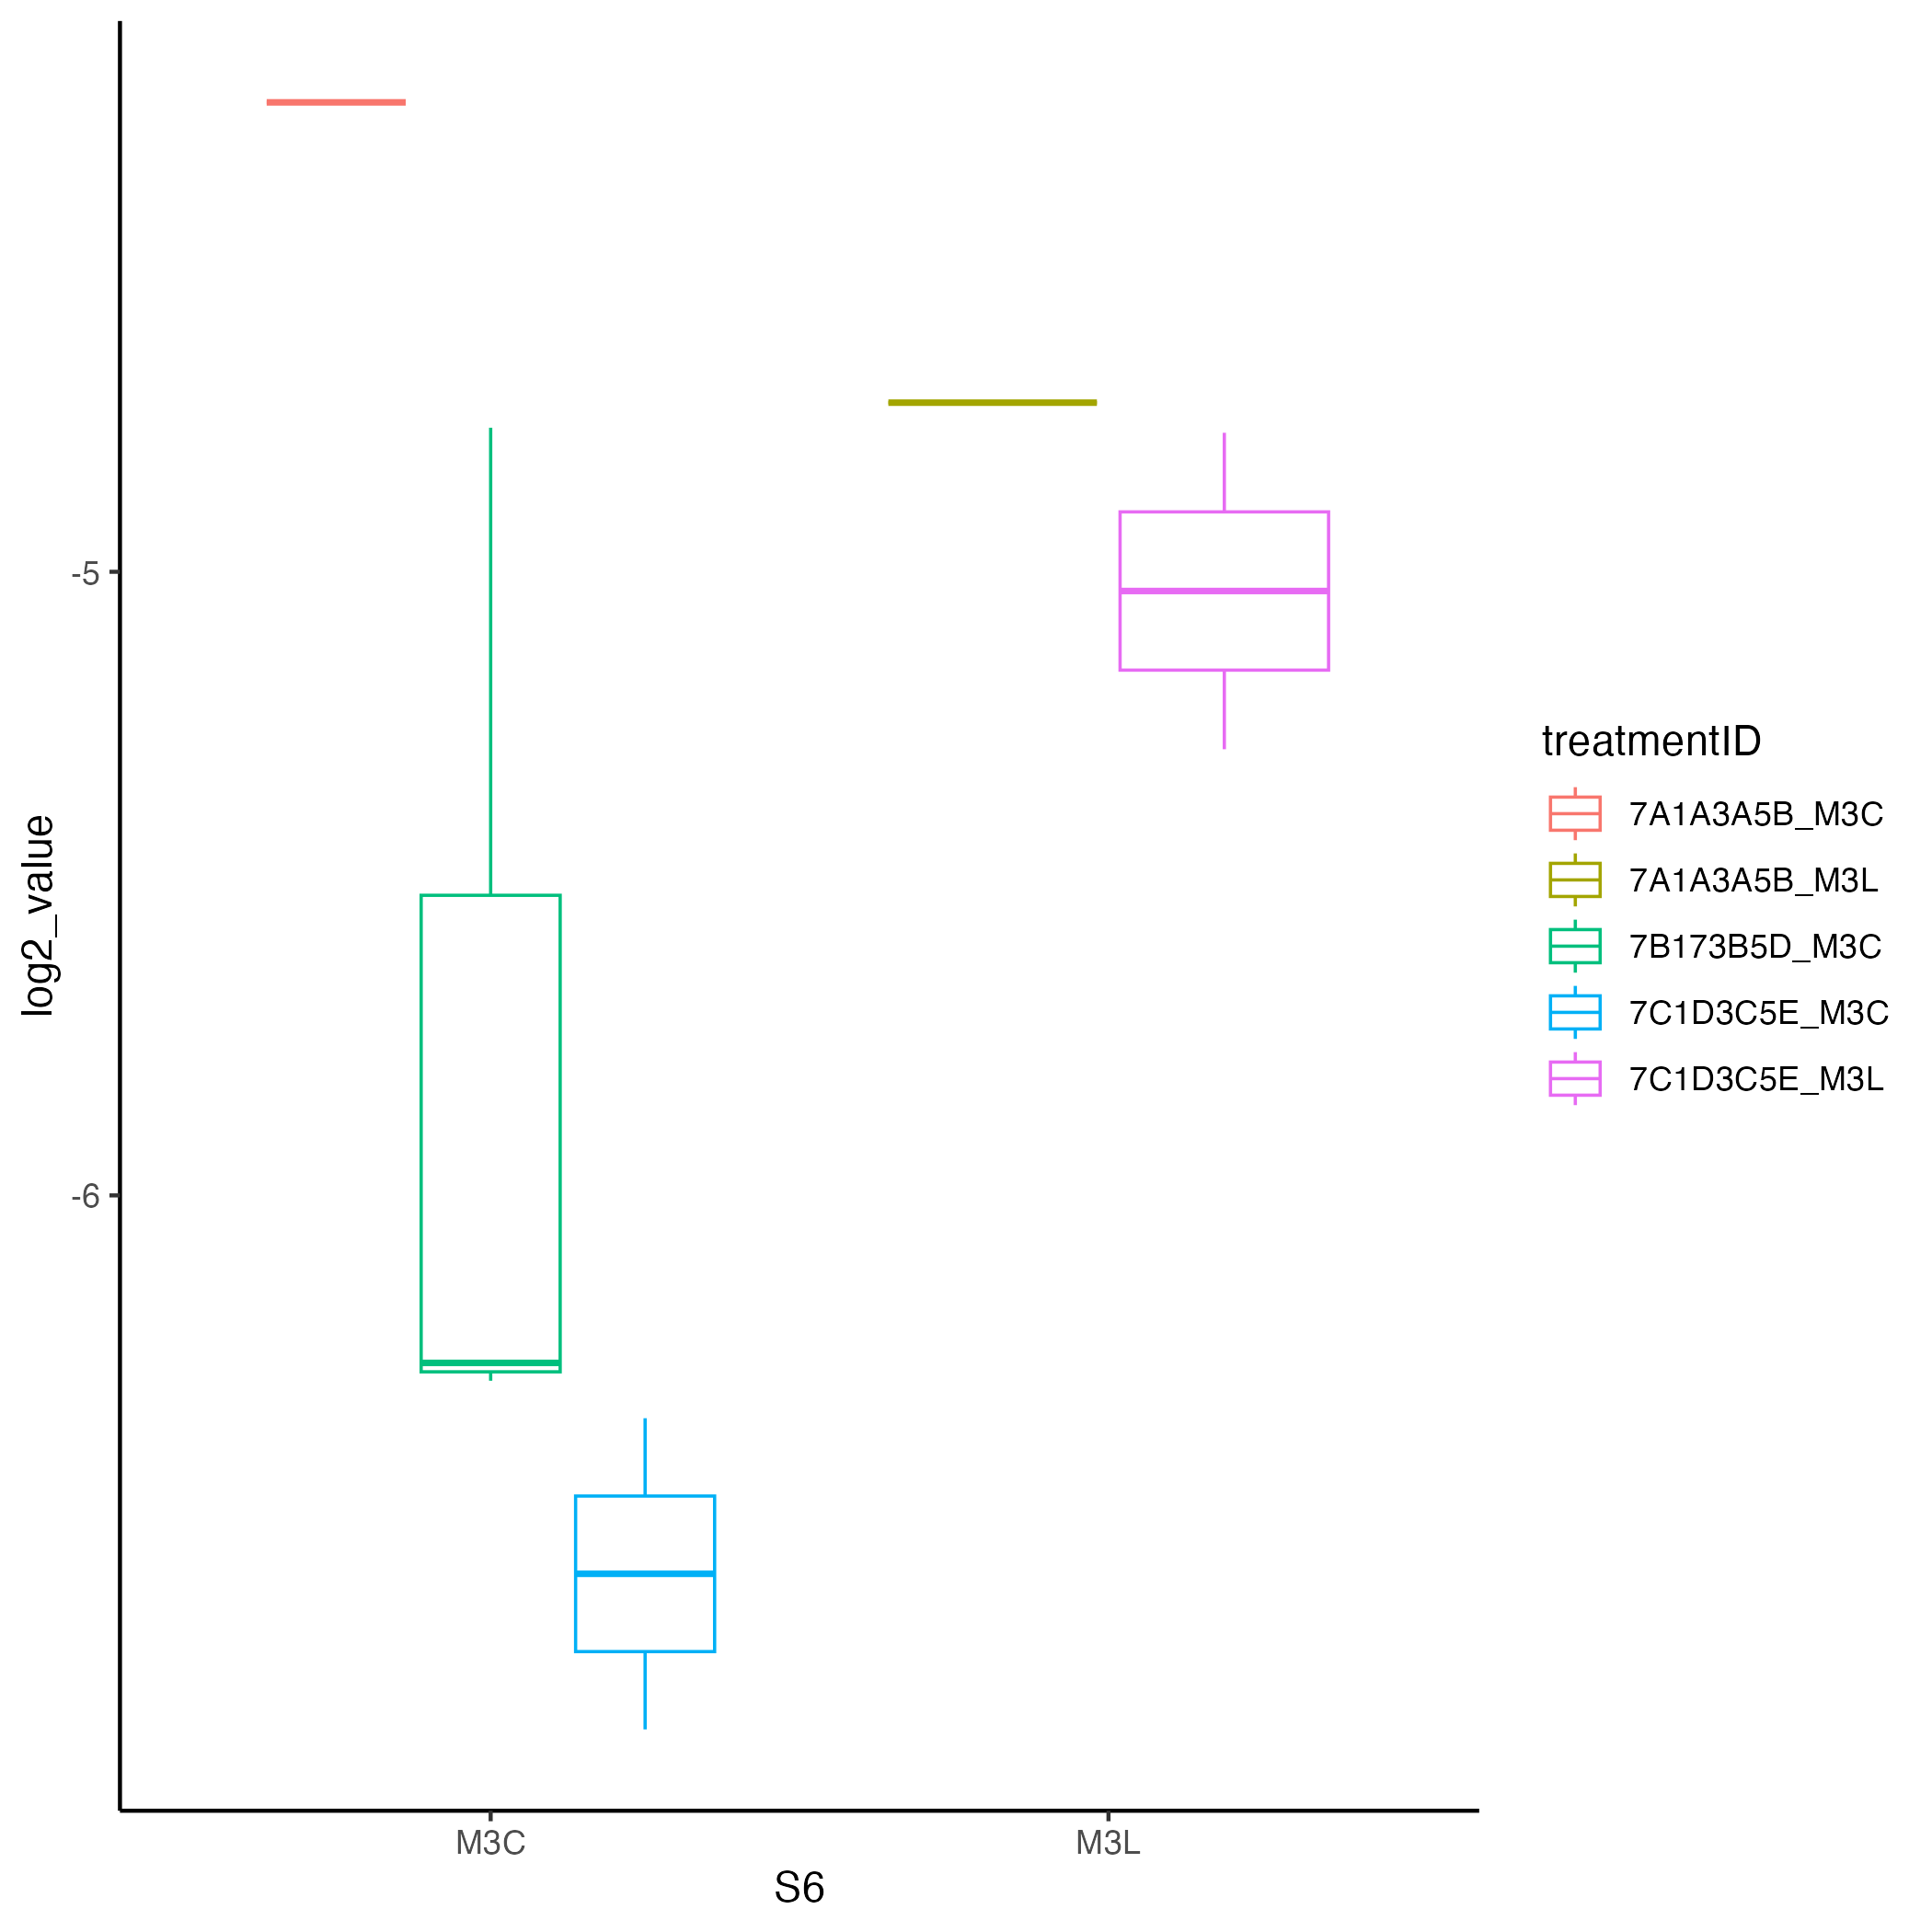 log2_value
-5
-6
M3C
M3L
S6
treatmentID
7A1A3A5B_M3C
7A1A3A5B_M3L
7B173B5D_M3C
7C1D3C5E_M3C
7C1D3C5E_M3L